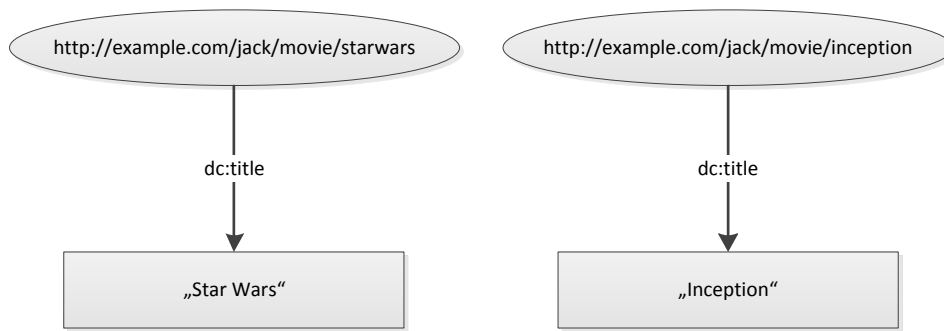 http://example.com/jack/movie/starwars
http://example.com/jack/movie/inception
dc:title
dc:title
„Star Wars“
„Inception“